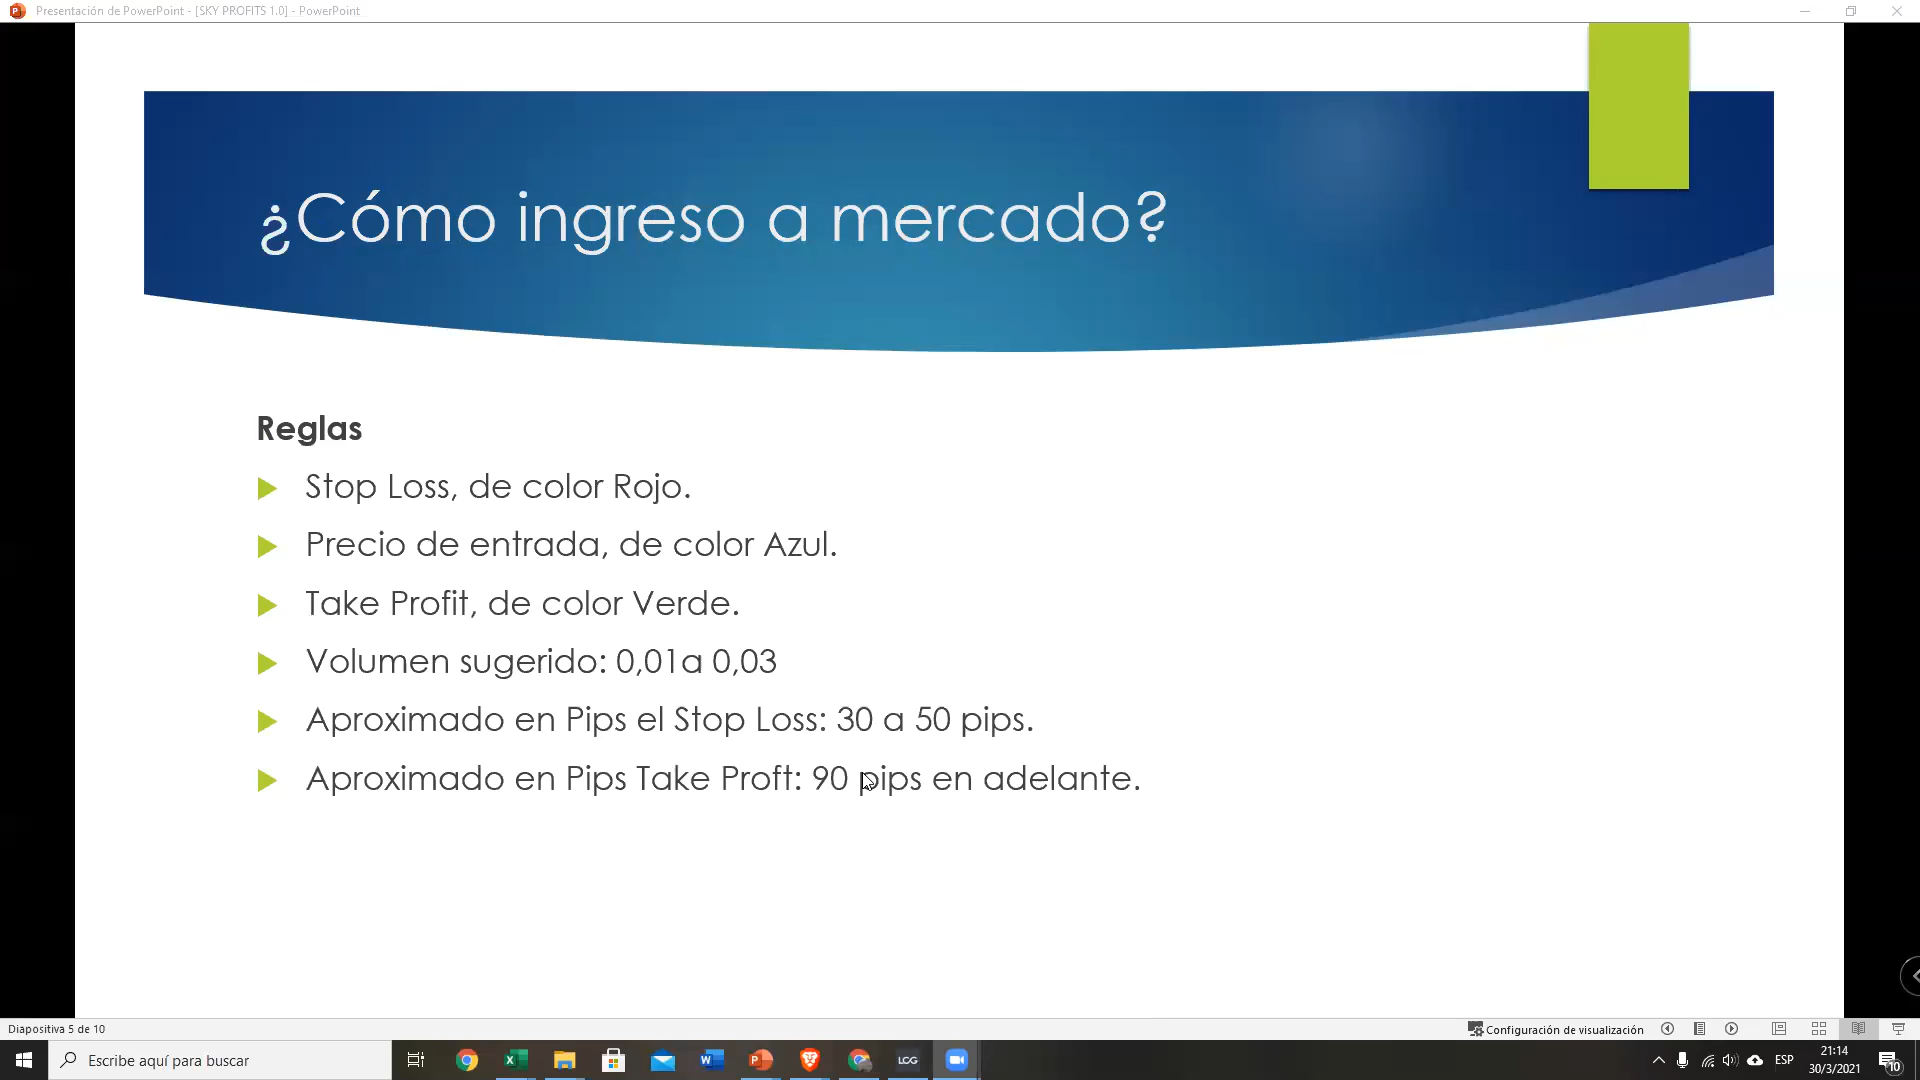 Presentación de PowerPoint - [SKY PROFITS 1.0] - PowerPoint
¿Cómo ingreso a mercado?
Reglas
Stop Loss, de color Rojo.
Precio de entrada, de color Azul.
Take Profit, de color Verde.
Volumen sugerido: 0,01a 0,03
Aproximado en Pips el Stop Loss: 30 a 50 pips.
Aproximado en Pips Take Proft: 90 pips en adelante.
Diapositiva 5 de 10
Configuración de visualización
Escribe aquí para buscar
LCG
ESP
21:14
30/3/2021
10